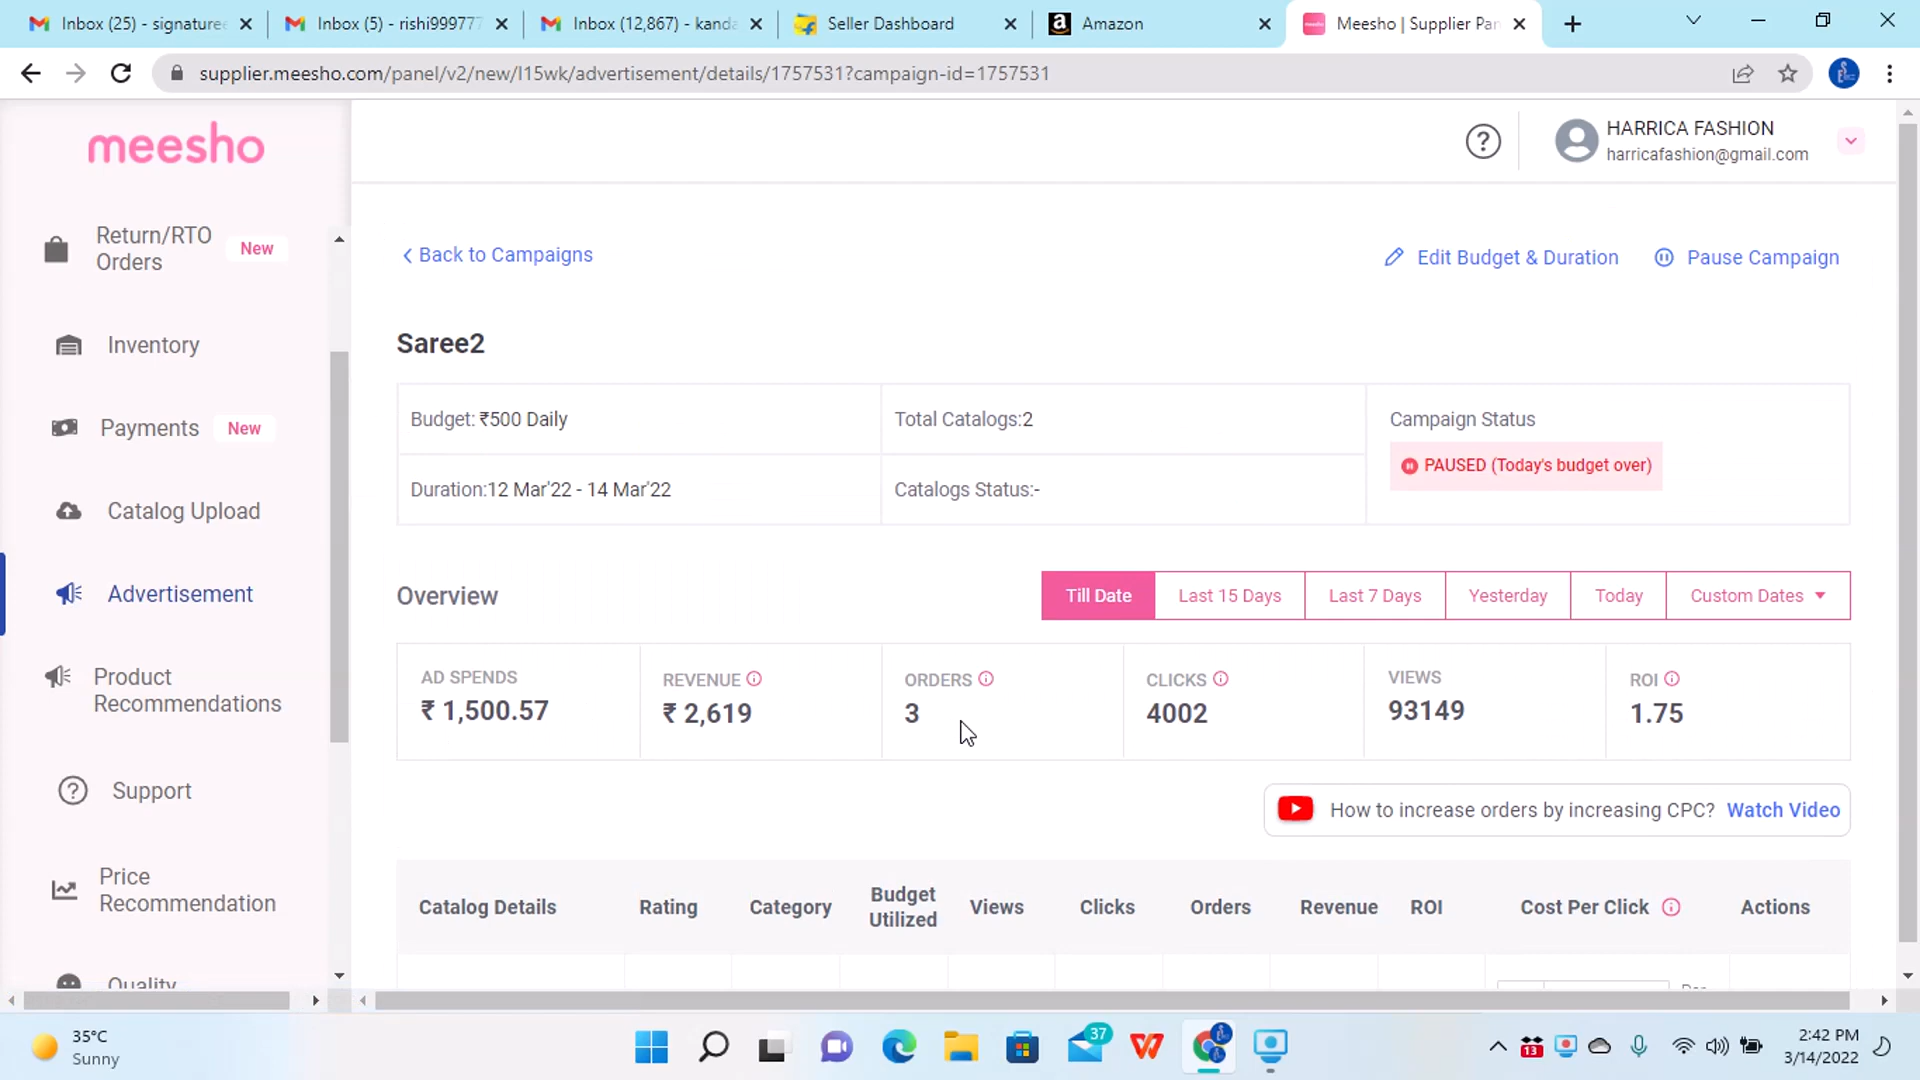 Inbox (25) - signature
Inbox (5) - rishi999777
Inbox (12,867) - kanda
Seller Dashboard
Amazon
Meesho | Supplier Pan
supplier.meesho.com/panel/v2/new/l15wk/advertisement/details/1757531?campaign-id=1757531
meesho
HARRICA FASHION
harricafashion@gmail.com
Return/RTO
Orders
New
Inventory
Payments
New
Catalog Upload
Advertisement
Product
Recommendations
Support
Price
Recommendation
Quality
Back to Campaigns
Edit Budget & Duration
Pause Campaign
Saree2
Budget: ₹500 Daily
Total Catalogs:2
Campaign Status
PAUSED (Today's budget over)
Duration:12 Mar'22 - 14 Mar'22
Catalogs Status:-
Overview
Till Date
Last 15 Days
Last 7 Days
Yesterday
Today
Custom Dates
AD SPENDS
₹ 1,500.57
REVENUE
₹ 2,619
ORDERS
3
CLICKS
4002
VIEWS
93149
ROI
1.75
How to increase orders by increasing CPC? Watch Video
Catalog Details
Rating
Category
Budget
Utilized
Views
Clicks
Orders
Revenue
ROI
Cost Per Click
Actions
35°C
Sunny
37
13
2:42 PM
3/14/2022